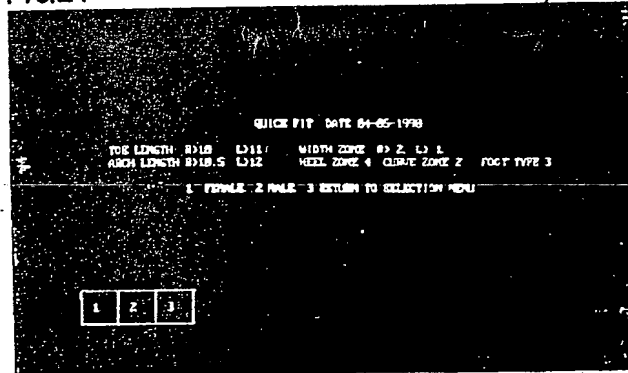 QUICK FIT DATE 04-05-1990
TOE LENGTH R>10 L>11 WIDTH ZONE R> 2, L> 1
ARCH LENGTH R>10.5 L>12 HEEL ZONE 4 CURVE ZONE 2 FOOT TYPE 3
1 FEMALE 2 MALE 3 RETURN TO SELECTION MENU
1 2 3